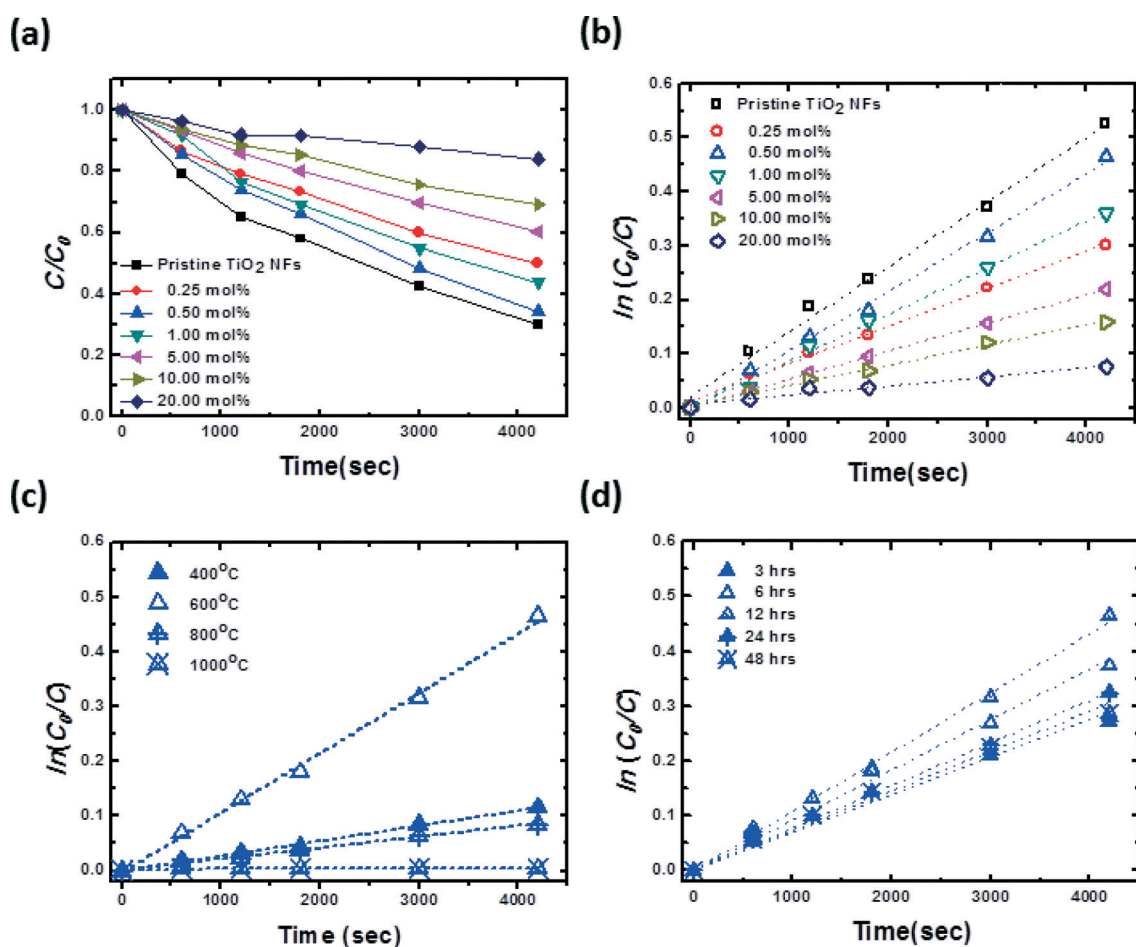 (a)
C/C0
1.0
0.8
0.6
0.4
0.2
0.0
Pristine TiO2 NFs
0.25 mol%
0.50 mol%
1.00 mol%
5.00 mol%
10.00 mol%
20.00 mol%
0 1000 2000 3000 4000
Time(sec)
(b)
ln (C0/C)
0.6
0.5
0.4
0.3
0.2
0.1
0.0
Pristine TiO2 NFs
0.25 mol%
0.50 mol%
1.00 mol%
5.00 mol%
10.00 mol%
20.00 mol%
0 1000 2000 3000 4000
Time(sec)
(c)
ln(C0/C)
0.6
0.5
0.4
0.3
0.2
0.1
0.0
400°C
600°C
800°C
1000°C
0 1000 2000 3000 4000
Time (sec)
(d)
ln (C0/C)
0.6
0.5
0.4
0.3
0.2
0.1
0.0
3 hrs
6 hrs
12 hrs
24 hrs
48 hrs
0 1000 2000 3000 4000
Time(sec)